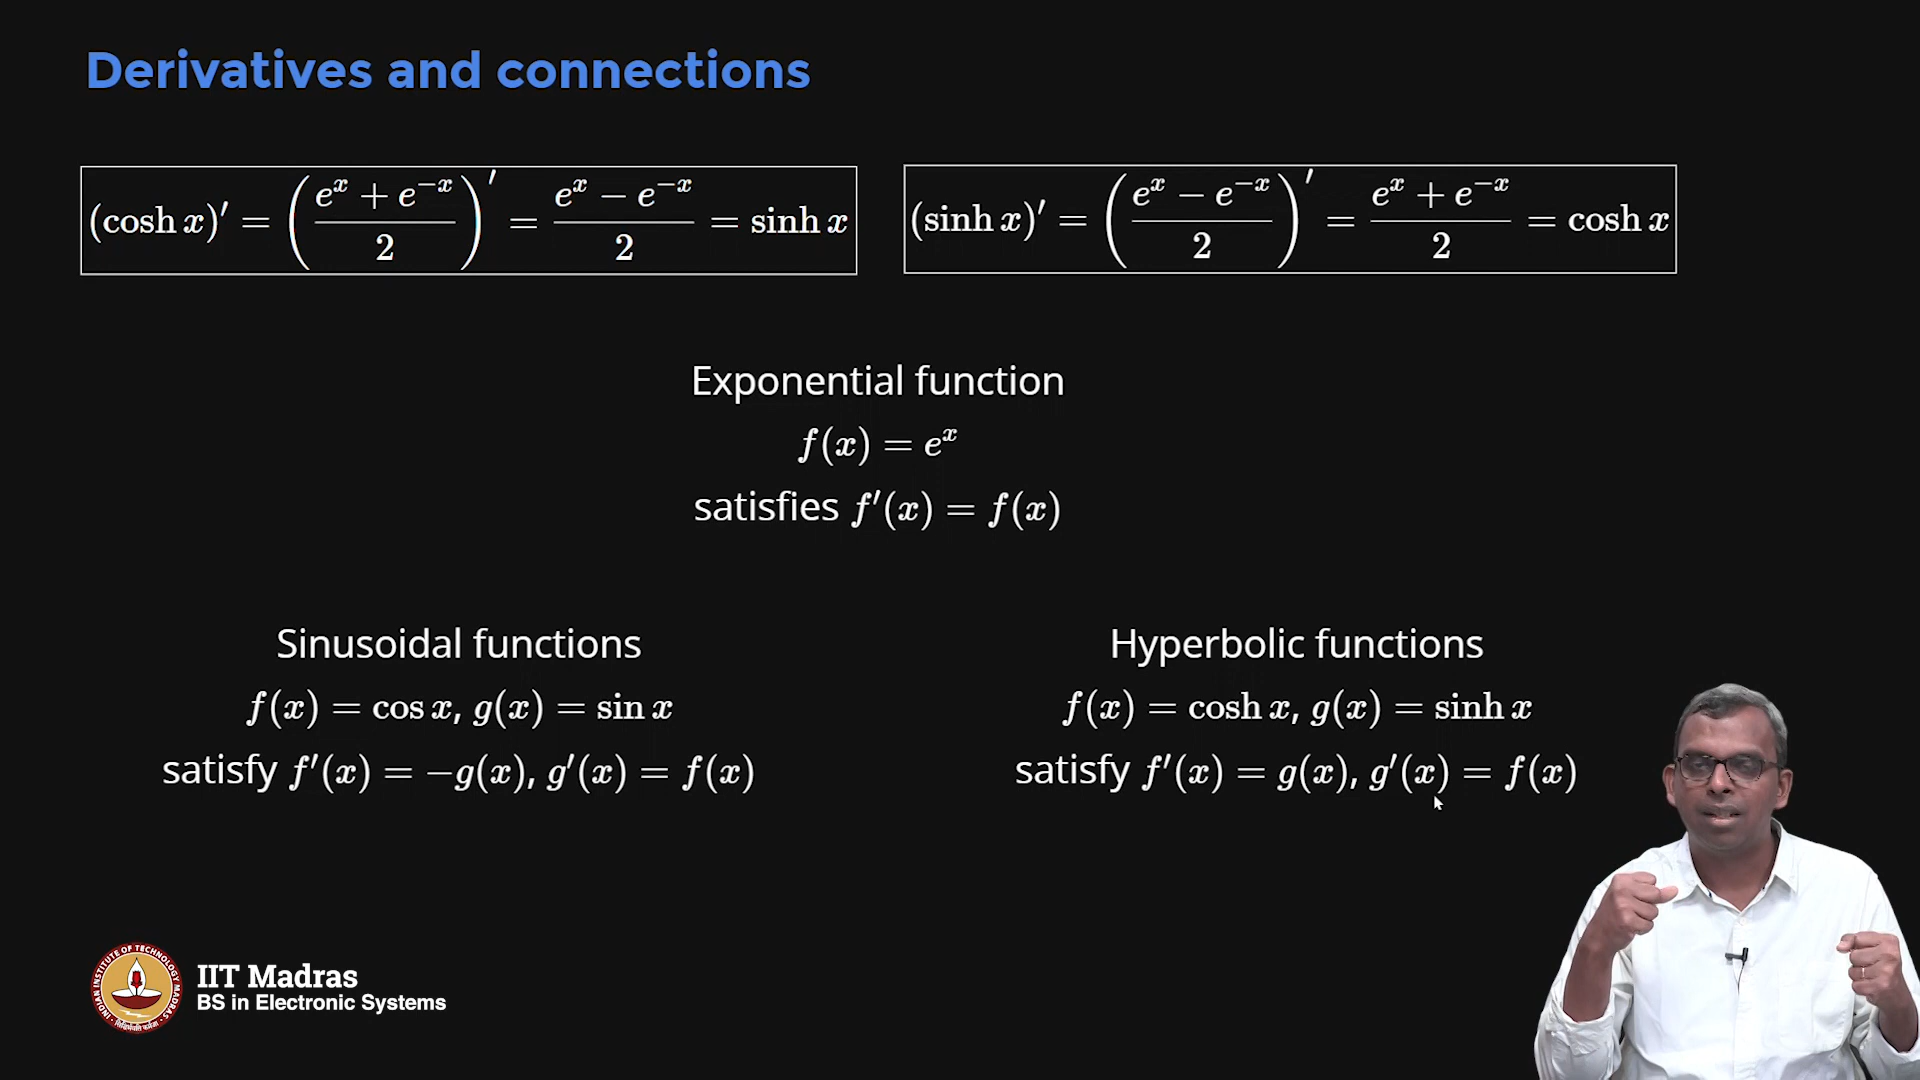 Derivatives and connections
(cosh x)′ = ((e^x + e^{−x})/2)′ = (e^x − e^{−x})/2 = sinh x
(sinh x)′ = ((e^x − e^{−x})/2)′ = (e^x + e^{−x})/2 = cosh x
Exponential function
f(x) = e^x
satisfies f′(x) = f(x)
Sinusoidal functions
f(x) = cos x, g(x) = sin x
satisfy f′(x) = −g(x), g′(x) = f(x)
Hyperbolic functions
f(x) = cosh x, g(x) = sinh x
satisfy f′(x) = g(x), g′(x) = f(x)
INDIAN INSTITUTE OF TECHNOLOGY MADRAS
IIT Madras
BS in Electronic Systems